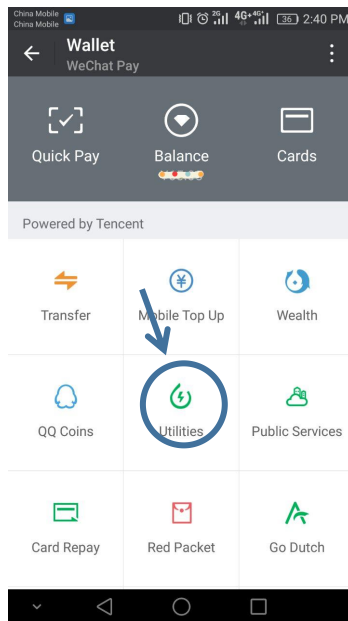 China Mobile
China Mobile
2G 4G+4G 36 2:40 PM
Wallet
WeChat Pay
Quick Pay Balance Cards
Powered by Tencent
Transfer Mobile Top Up Wealth
QQ Coins Utilities Public Services
Card Repay Red Packet Go Dutch